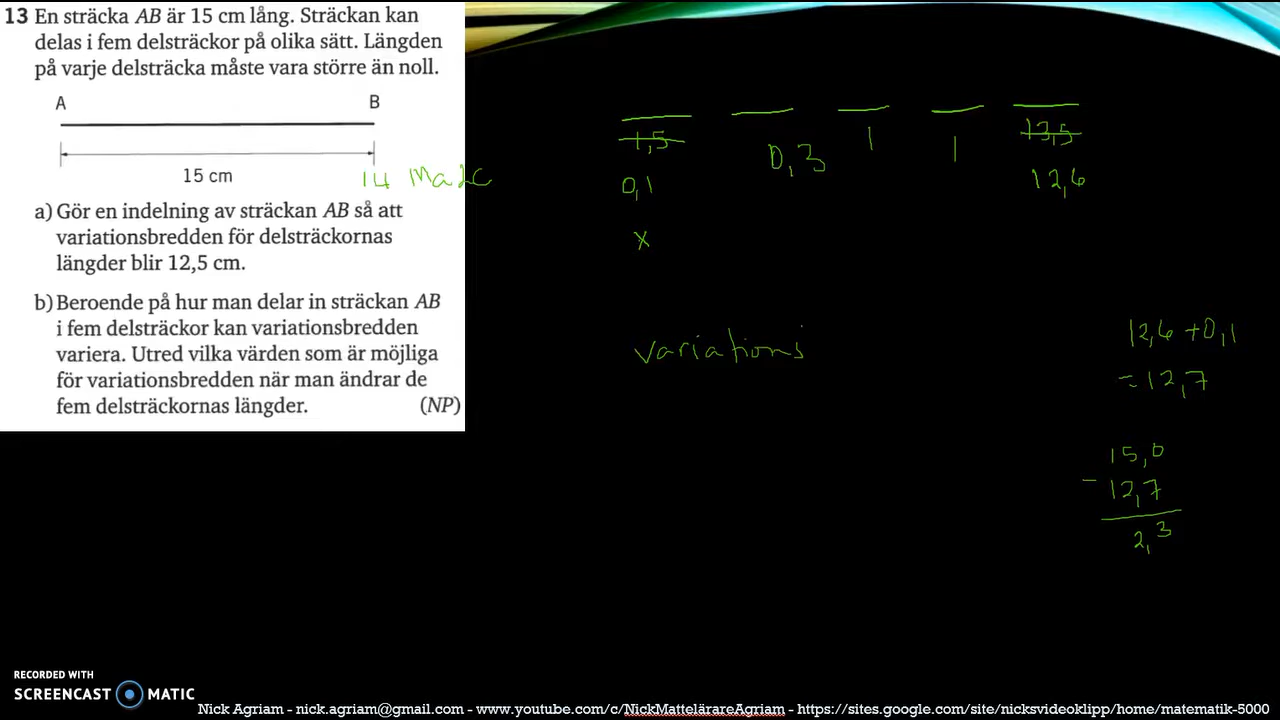 13 En sträcka AB är 15 cm lång. Sträckan kan
delas i fem delsträckor på olika sätt. Längden
på varje delsträcka måste vara större än noll.
A B
15 cm
14
a) Gör en indelning av sträckan AB så att
variationsbredden för delsträckornas
längder blir 12,5 cm.
b) Beroende på hur man delar in sträckan AB
i fem delsträckor kan variationsbredden
variera. Utred vilka värden som är möjliga
för variationsbredden när man ändrar de
fem delsträckornas längder. (NP)
1,5 0,3 1 1 13,5
0,1 12,6
x
variations
12,6 + 0,1
= 12,7
15,0
- 12,7
2,3
RECORDED WITH
SCREENCAST MATIC
Nick Agriam - nick.agriam@gmail.com - www.youtube.com/c/NickMattelärareAgriam - https://sites.google.com/site/nicksvideoklipp/home/matematik-5000